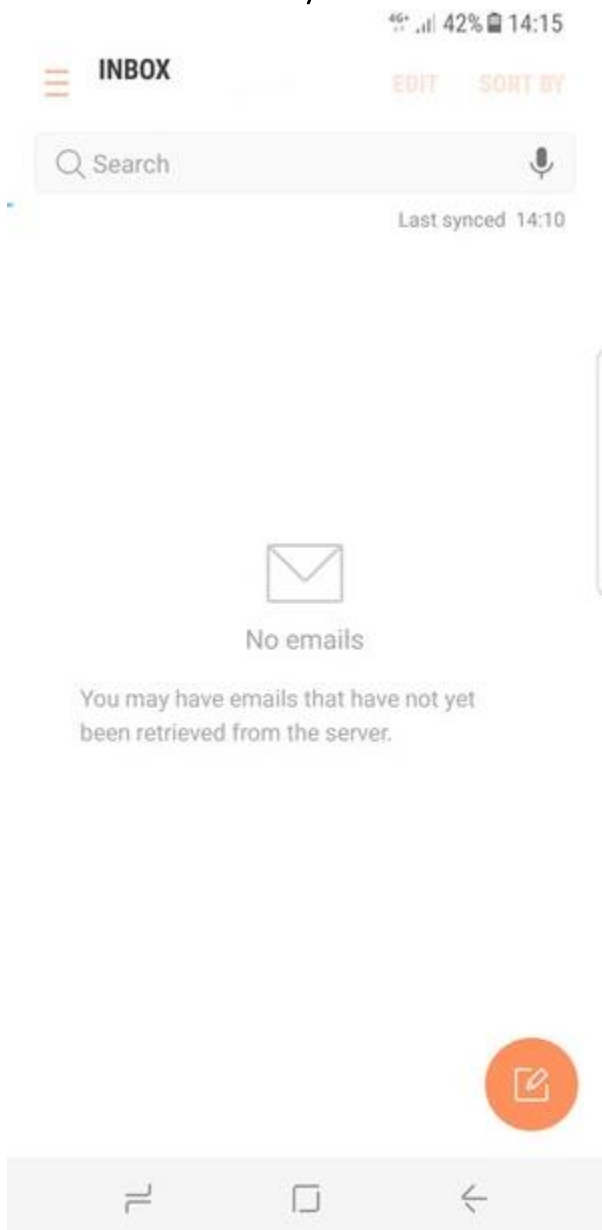 4G+ 42% 14:15
INBOX
EDIT SORT BY
Search
Last synced 14:10
No emails
You may have emails that have not yet
been retrieved from the server.